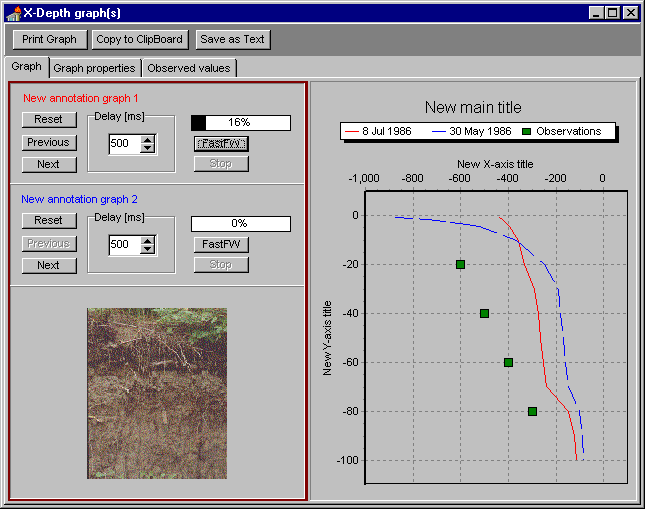 X-Depth graph(s)
Print Graph Copy to ClipBoard Save as Text
Graph Graph properties Observed values
New annotation graph 1
Reset
Previous
Next
Delay [ms]
500
16%
FastFW
Stop
New annotation graph 2
Reset
Previous
Next
Delay [ms]
500
0%
FastFW
Stop
New main title
8 Jul 1986 30 May 1986 Observations
New X-axis title
-1,000 -800 -600 -400 -200 0
New Y-axis title
0
-20
-40
-60
-80
-100